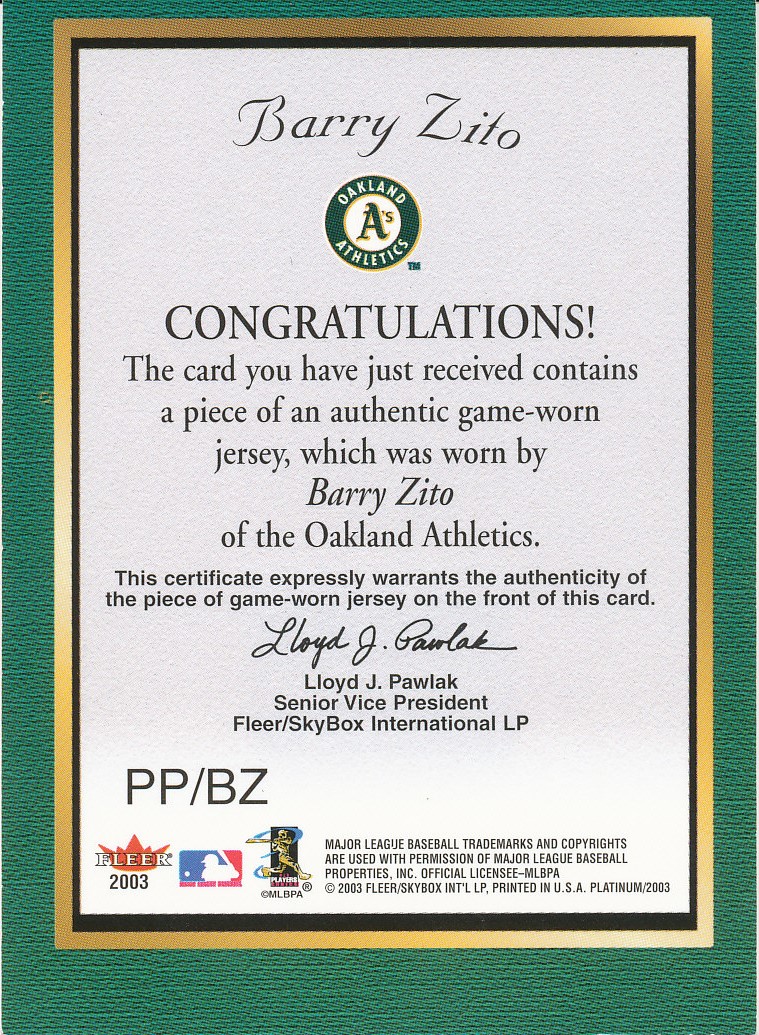 Barry Zito
OAKLAND
A's
ATHLETICS
TM
CONGRATULATIONS!
The card you have just received contains
a piece of an authentic game-worn
jersey, which was worn by
Barry Zito
of the Oakland Athletics.
This certificate expressly warrants the authenticity of
the piece of game-worn jersey on the front of this card.
Lloyd J. Pawlak
Lloyd J. Pawlak
Senior Vice President
Fleer/SkyBox International LP
PP/BZ
FLEER
2003
MAJOR LEAGUE BASEBALL
PLAYERS
©MLBPA®
MAJOR LEAGUE BASEBALL TRADEMARKS AND COPYRIGHTS
ARE USED WITH PERMISSION OF MAJOR LEAGUE BASEBALL
PROPERTIES, INC. OFFICIAL LICENSEE–MLBPA
© 2003 FLEER/SKYBOX INT'L LP, PRINTED IN U.S.A. PLATINUM/2003